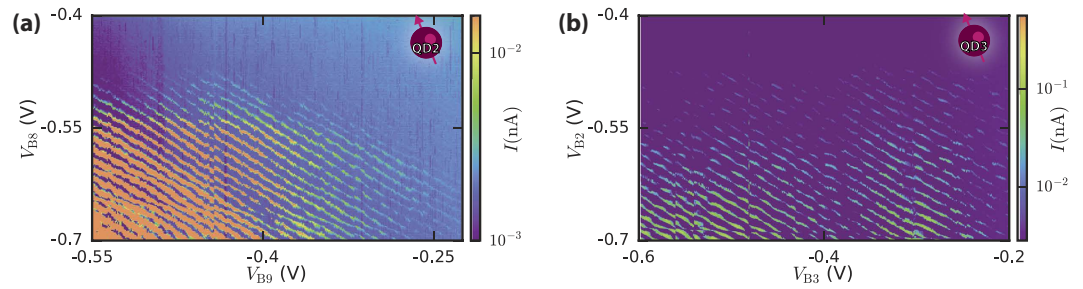 (a)
-0.4
-0.55
-0.7
V_B8 (V)
-0.55
-0.4
-0.25
V_B9 (V)
QD2
10^-2
10^-3
I(nA)
(b)
-0.4
-0.55
-0.7
V_B2 (V)
-0.6
-0.4
-0.2
V_B3 (V)
QD3
10^-1
10^-2
I(nA)